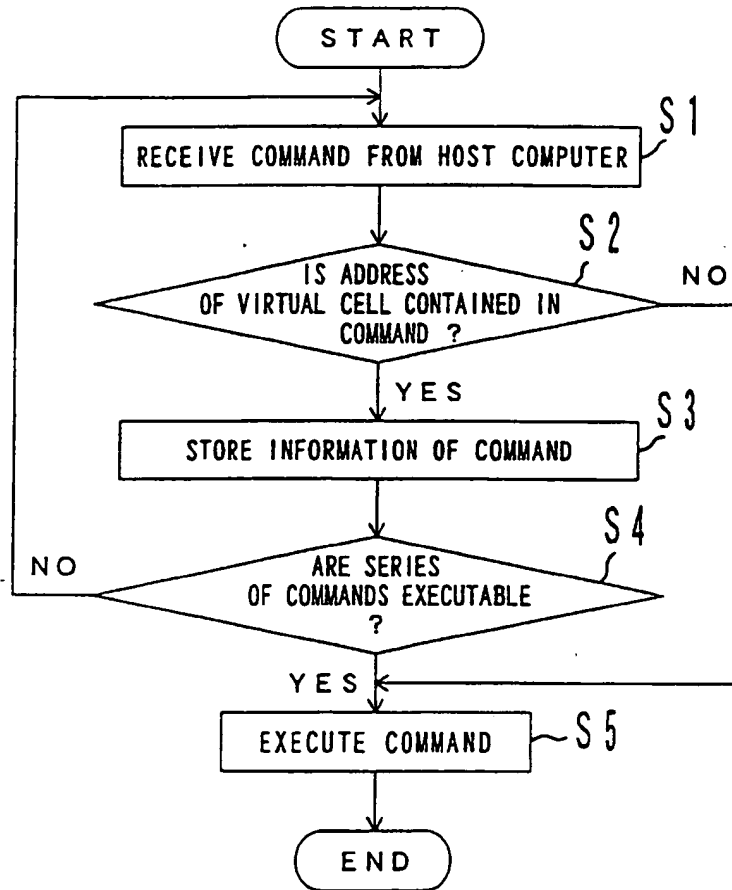 START
S1
RECEIVE COMMAND FROM HOST COMPUTER
S2
IS ADDRESS
OF VIRTUAL CELL CONTAINED IN
COMMAND ?
NO
YES
S3
STORE INFORMATION OF COMMAND
S4
ARE SERIES
OF COMMANDS EXECUTABLE
?
NO
YES
S5
EXECUTE COMMAND
END